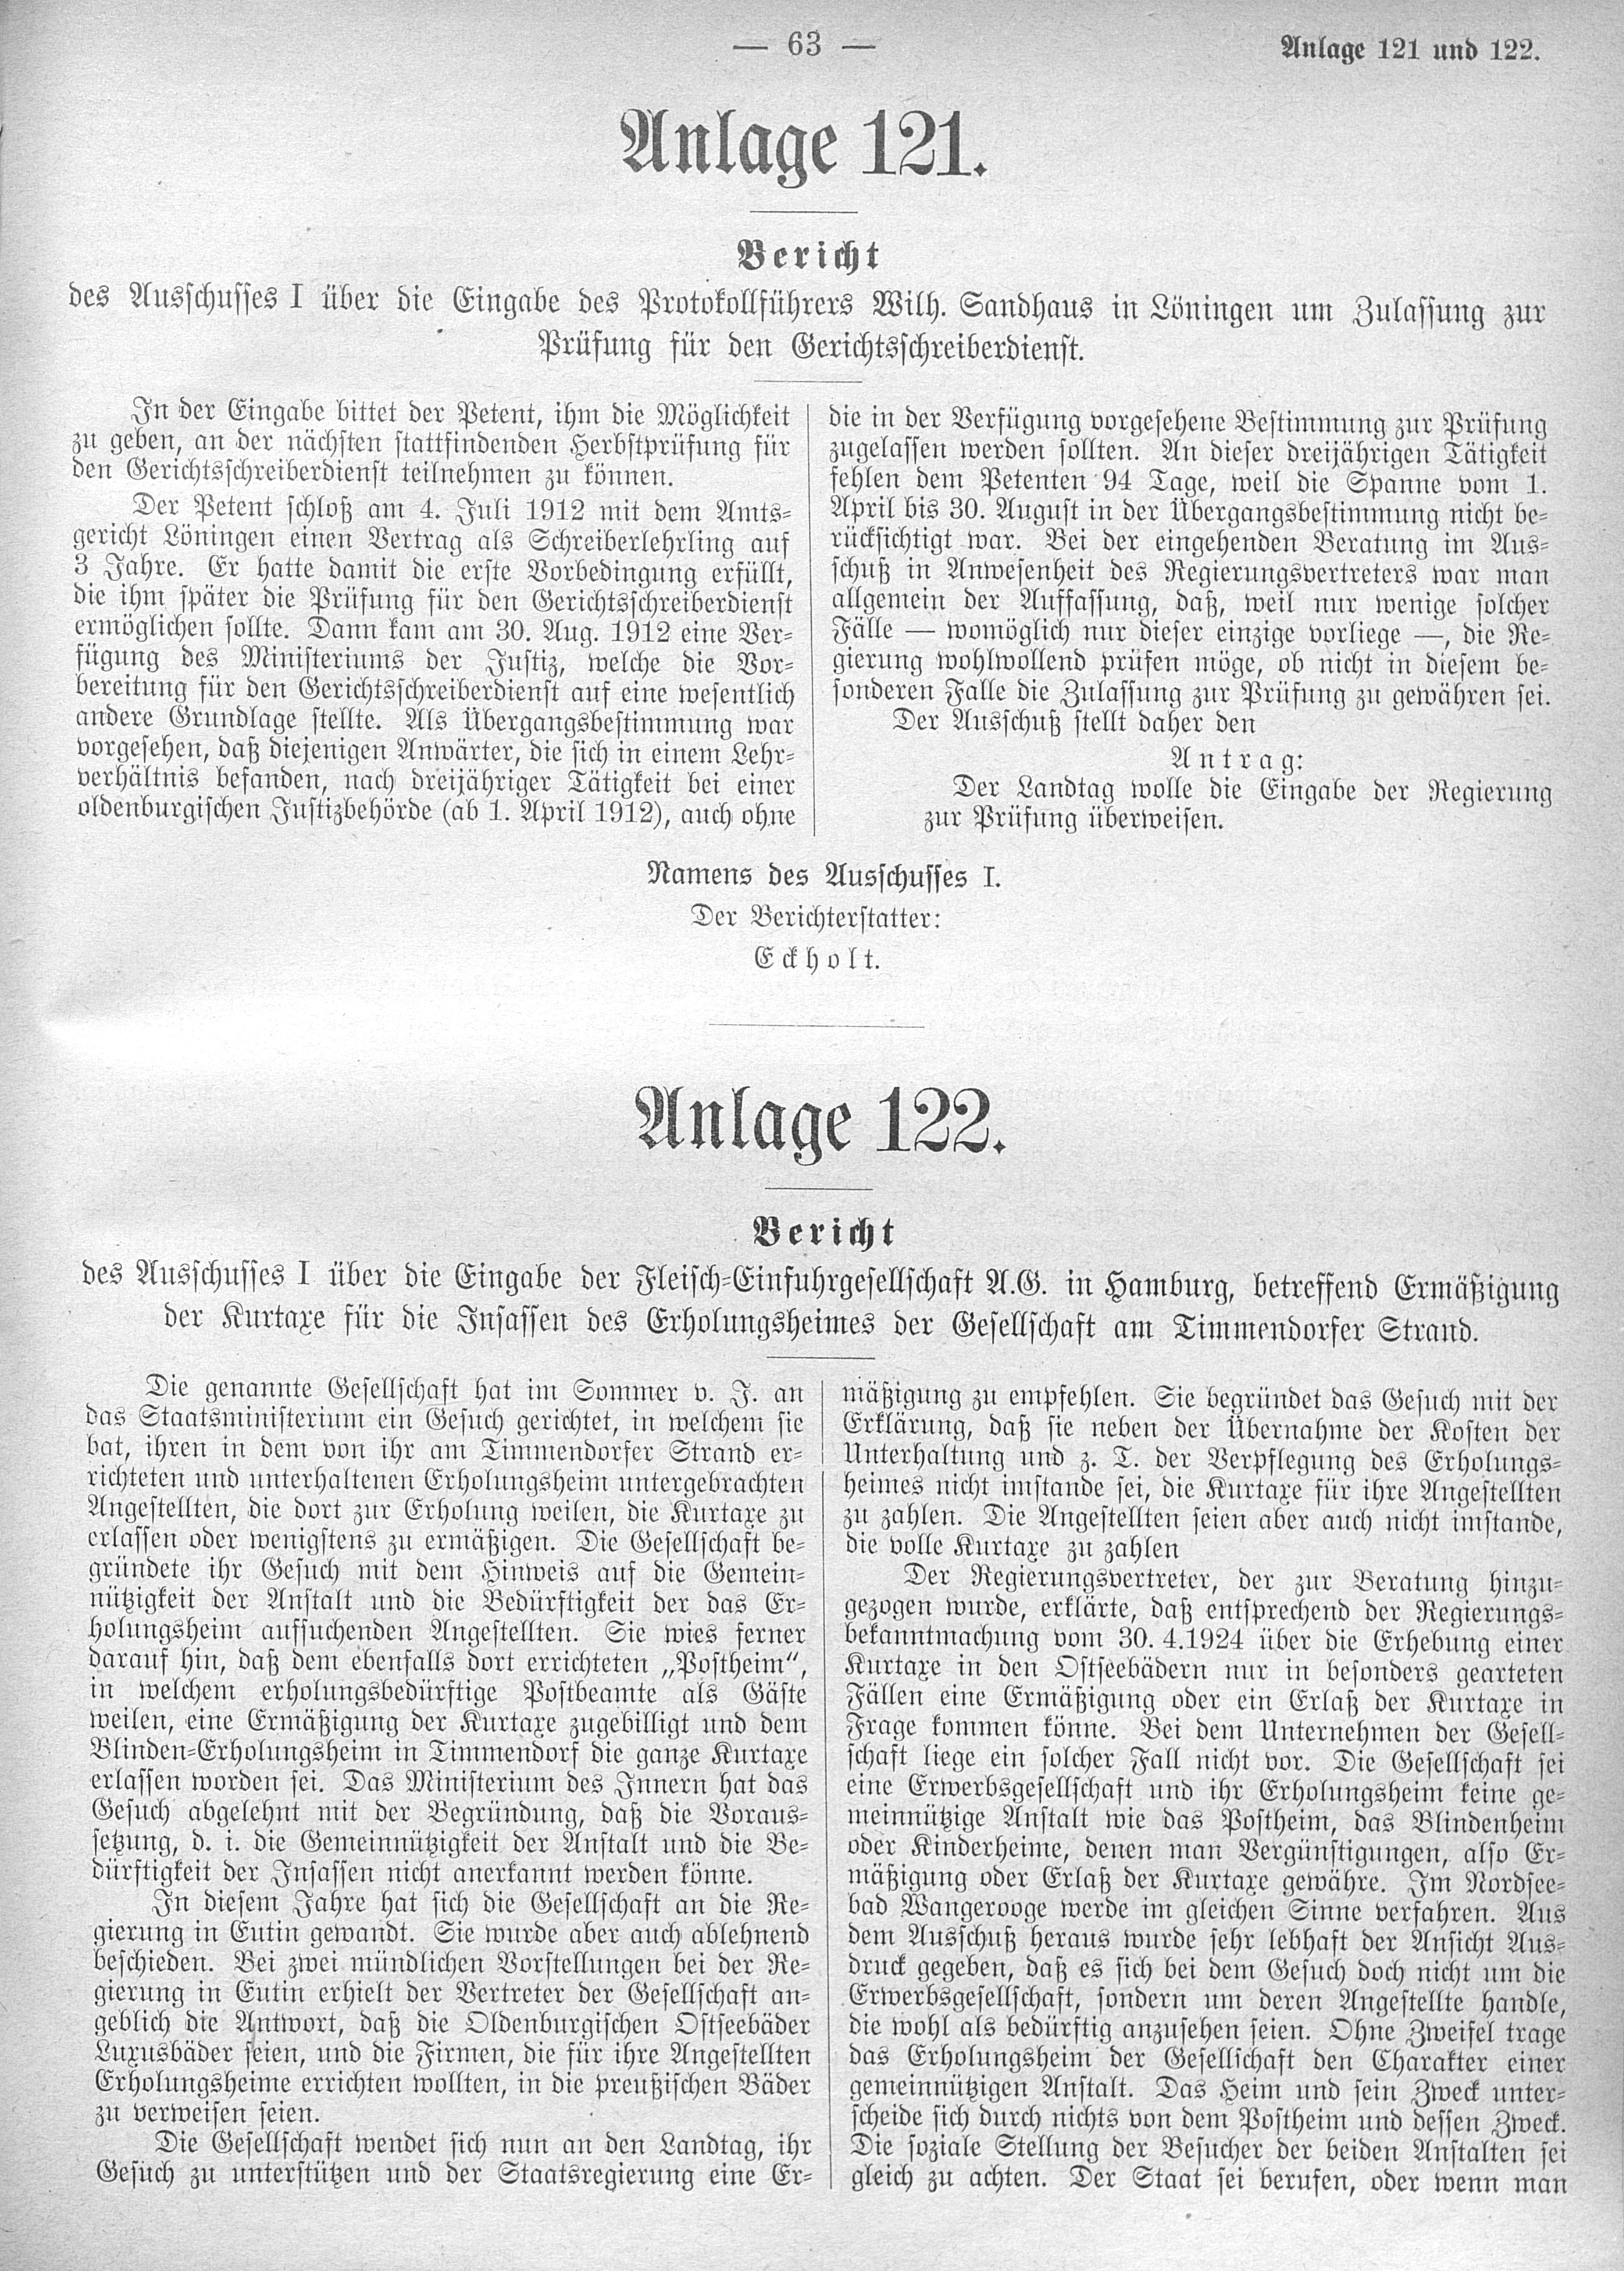 — 63 —
Anlage 121 und 122.
Anlage 121.
Bericht
des Ausschusses I über die Eingabe des Protokollführers Wilh. Sandhaus in Löningen um Zulassung zur
Prüfung für den Gerichtsschreiberdienst.
In der Eingabe bittet der Petent, ihm die Möglichkeit
zu geben, an der nächsten stattfindenden Herbstprüfung für
den Gerichtsschreiberdienst teilnehmen zu können.
Der Petent schloß am 4. Juli 1912 mit dem Amts-
gericht Löningen einen Vertrag als Schreiberlehrling auf
3 Jahre. Er hatte damit die erste Vorbedingung erfüllt,
die ihm später die Prüfung für den Gerichtsschreiberdienst
ermöglichen sollte. Dann kam am 30. Aug. 1912 eine Ver-
fügung des Ministeriums der Justiz, welche die Vor-
bereitung für den Gerichtsschreiberdienst auf eine wesentlich
andere Grundlage stellte. Als Übergangsbestimmung war
vorgesehen, daß diejenigen Anwärter, die sich in einem Lehr-
verhältnis befanden, nach dreijähriger Tätigkeit bei einer
oldenburgischen Justizbehörde (ab 1. April 1912), auch ohne
die in der Verfügung vorgesehene Bestimmung zur Prüfung
zugelassen werden sollten. An dieser dreijährigen Tätigkeit
fehlen dem Petenten 94 Tage, weil die Spanne vom 1.
April bis 30. August in der Übergangsbestimmung nicht be-
rücksichtigt war. Bei der eingehenden Beratung im Aus-
schuß in Anwesenheit des Regierungsvertreters war man
allgemein der Auffassung, daß, weil nur wenige solcher
Fälle — womöglich nur dieser einzige vorliege —, die Re-
gierung wohlwollend prüfen möge, ob nicht in diesem be-
sonderen Falle die Zulassung zur Prüfung zu gewähren sei.
Der Ausschuß stellt daher den
Antrag:
Der Landtag wolle die Eingabe der Regierung
zur Prüfung überweisen.
Namens des Ausschusses I.
Der Berichterstatter:
Eckholt.
Anlage 122.
Bericht
des Ausschusses I über die Eingabe der Fleisch-Einfuhrgesellschaft A.G. in Hamburg, betreffend Ermäßigung
der Kurtaxe für die Insassen des Erholungsheimes der Gesellschaft am Timmendorfer Strand.
Die genannte Gesellschaft hat im Sommer v. J. an
das Staatsministerium ein Gesuch gerichtet, in welchem sie
bat, ihren in dem von ihr am Timmendorfer Strand er-
richteten und unterhaltenen Erholungsheim untergebrachten
Angestellten, die dort zur Erholung weilen, die Kurtaxe zu
erlassen oder wenigstens zu ermäßigen. Die Gesellschaft be-
gründete ihr Gesuch mit dem Hinweis auf die Gemein-
nützigkeit der Anstalt und die Bedürftigkeit der das Er-
holungsheim aufsuchenden Angestellten. Sie wies ferner
darauf hin, daß dem ebenfalls dort errichteten „Postheim“,
in welchem erholungsbedürftige Postbeamte als Gäste
weilen, eine Ermäßigung der Kurtaxe zugebilligt und dem
Blinden-Erholungsheim in Timmendorf die ganze Kurtaxe
erlassen worden sei. Das Ministerium des Innern hat das
Gesuch abgelehnt mit der Begründung, daß die Voraus-
setzung, d. i. die Gemeinnützigkeit der Anstalt und die Be-
dürftigkeit der Insassen nicht anerkannt werden könne.
In diesem Jahre hat sich die Gesellschaft an die Re-
gierung in Eutin gewandt. Sie wurde aber auch ablehnend
beschieden. Bei zwei mündlichen Vorstellungen bei der Re-
gierung in Eutin erhielt der Vertreter der Gesellschaft an-
geblich die Antwort, daß die Oldenburgischen Ostseebäder
Luxusbäder seien, und die Firmen, die für ihre Angestellten
Erholungsheime errichten wollten, in die preußischen Bäder
zu verweisen seien.
Die Gesellschaft wendet sich nun an den Landtag, ihr
Gesuch zu unterstützen und der Staatsregierung eine Er-
mäßigung zu empfehlen. Sie begründet das Gesuch mit der
Erklärung, daß sie neben der Übernahme der Kosten der
Unterhaltung und z. T. der Verpflegung des Erholungs-
heimes nicht imstande sei, die Kurtaxe für ihre Angestellten
zu zahlen. Die Angestellten seien aber auch nicht imstande,
die volle Kurtaxe zu zahlen
Der Regierungsvertreter, der zur Beratung hinzu-
gezogen wurde, erklärte, daß entsprechend der Regierungs-
bekanntmachung vom 30. 4.1924 über die Erhebung einer
Kurtaxe in den Ostseebädern nur in besonders gearteten
Fällen eine Ermäßigung oder ein Erlaß der Kurtaxe in
Frage kommen könne. Bei dem Unternehmen der Gesell-
schaft liege ein solcher Fall nicht vor. Die Gesellschaft sei
eine Erwerbsgesellschaft und ihr Erholungsheim keine ge-
meinnützige Anstalt wie das Postheim, das Blindenheim
oder Kinderheime, denen man Vergünstigungen, also Er-
mäßigung oder Erlaß der Kurtaxe gewähre. Im Nordsee-
bad Wangerooge werde im gleichen Sinne verfahren. Aus
dem Ausschuß heraus wurde sehr lebhaft der Ansicht Aus-
druck gegeben, daß es sich bei dem Gesuch doch nicht um die
Erwerbsgesellschaft, sondern um deren Angestellte handle,
die wohl als bedürftig anzusehen seien. Ohne Zweifel trage
das Erholungsheim der Gesellschaft den Charakter einer
gemeinnützigen Anstalt. Das Heim und sein Zweck unter-
scheide sich durch nichts von dem Postheim und dessen Zweck.
Die soziale Stellung der Besucher der beiden Anstalten sei
gleich zu achten. Der Staat sei berufen, oder wenn man